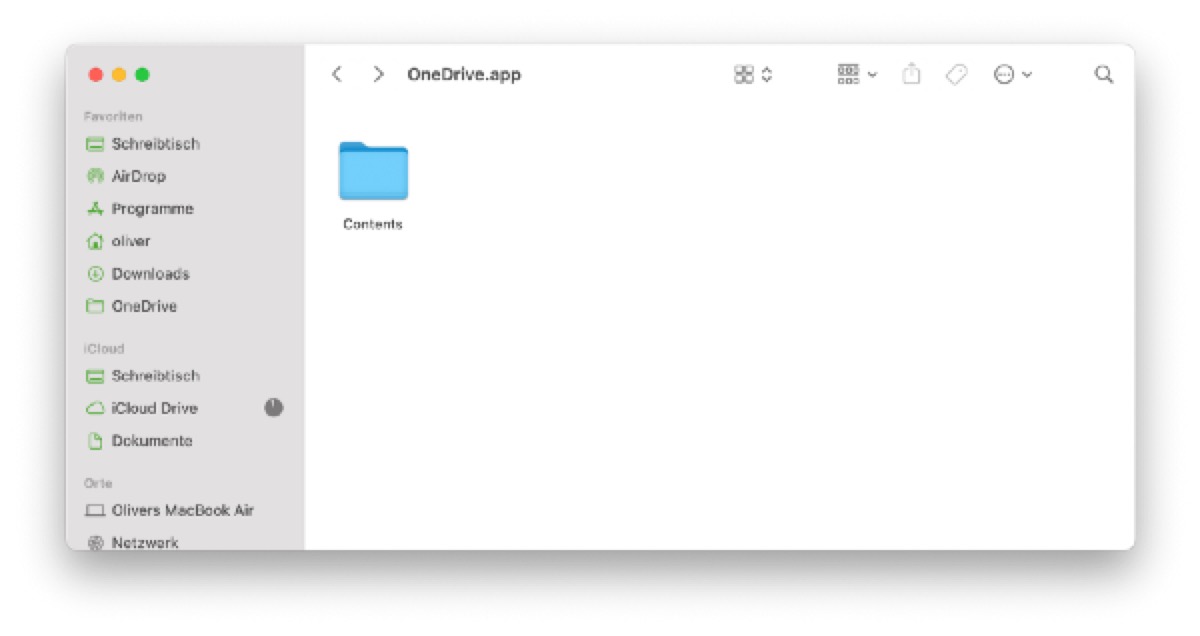 OneDrive.app
Favoriten
Schreibtisch
AirDrop
Programme
oliver
Downloads
OneDrive
iCloud
Schreibtisch
iCloud Drive
Dokumente
Orte
Olivers MacBook Air
Netzwerk
Contents